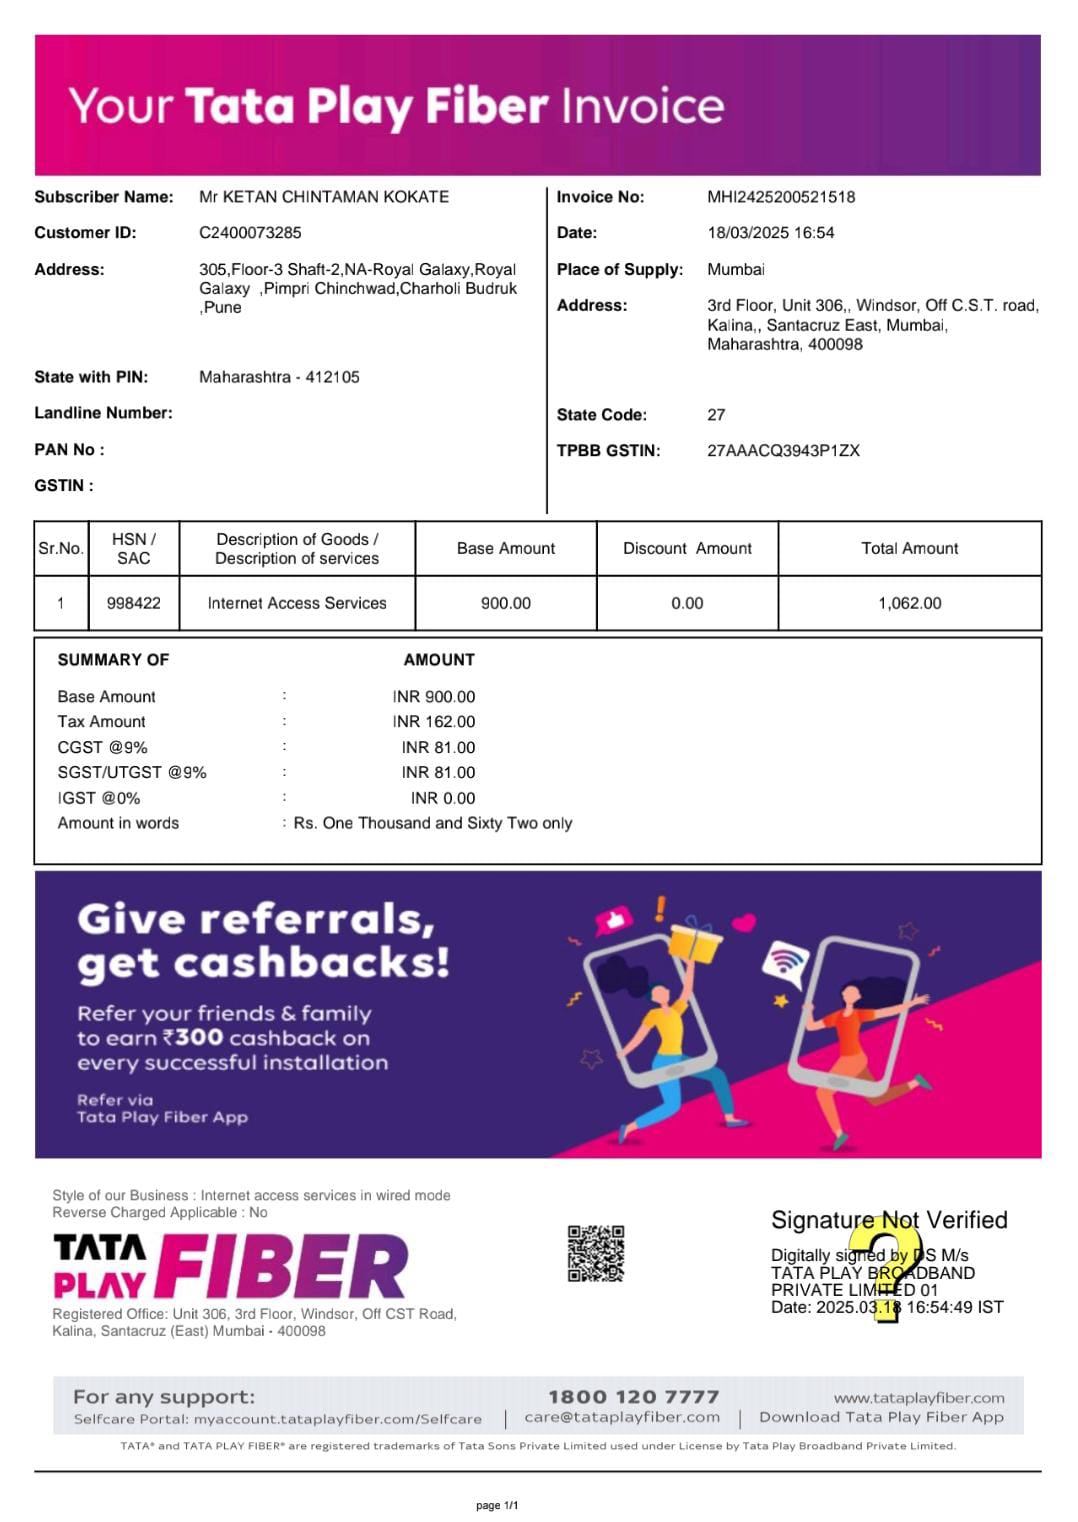 Your Tata Play Fiber Invoice
Subscriber Name: Mr KETAN CHINTAMAN KOKATE
Customer ID: C2400073285
Address: 305,Floor-3 Shaft-2,NA-Royal Galaxy,Royal
Galaxy ,Pimpri Chinchwad,Charholi Budruk
,Pune
State with PIN: Maharashtra - 412105
Landline Number:
PAN No :
GSTIN :
Invoice No: MHI2425200521518
Date: 18/03/2025 16:54
Place of Supply: Mumbai
Address: 3rd Floor, Unit 306,, Windsor, Off C.S.T. road,
Kalina,, Santacruz East, Mumbai,
Maharashtra, 400098
State Code: 27
TPBB GSTIN: 27AAACQ3943P1ZX
Sr.No. HSN / SAC Description of Goods / Description of services Base Amount Discount Amount Total Amount
1 998422 Internet Access Services 900.00 0.00 1,062.00
SUMMARY OF AMOUNT
Base Amount : INR 900.00
Tax Amount : INR 162.00
CGST @9% : INR 81.00
SGST/UTGST @9% : INR 81.00
IGST @0% : INR 0.00
Amount in words : Rs. One Thousand and Sixty Two only
Give referrals,
get cashbacks!
Refer your friends & family
to earn ₹300 cashback on
every successful installation
Refer via
Tata Play Fiber App
Style of our Business : Internet access services in wired mode
Reverse Charged Applicable : No
TATA PLAY FIBER
Registered Office: Unit 306, 3rd Floor, Windsor, Off CST Road,
Kalina, Santacruz (East) Mumbai - 400098
Signature Not Verified
Digitally signed by DS M/s
TATA PLAY BROADBAND
PRIVATE LIMITED 01
Date: 2025.03.18 16:54:49 IST
For any support: 1800 120 7777 www.tataplayfiber.com
Selfcare Portal: myaccount.tataplayfiber.com/Selfcare | care@tataplayfiber.com | Download Tata Play Fiber App
TATA® and TATA PLAY FIBER® are registered trademarks of Tata Sons Private Limited used under License by Tata Play Broadband Private Limited.
page 1/1